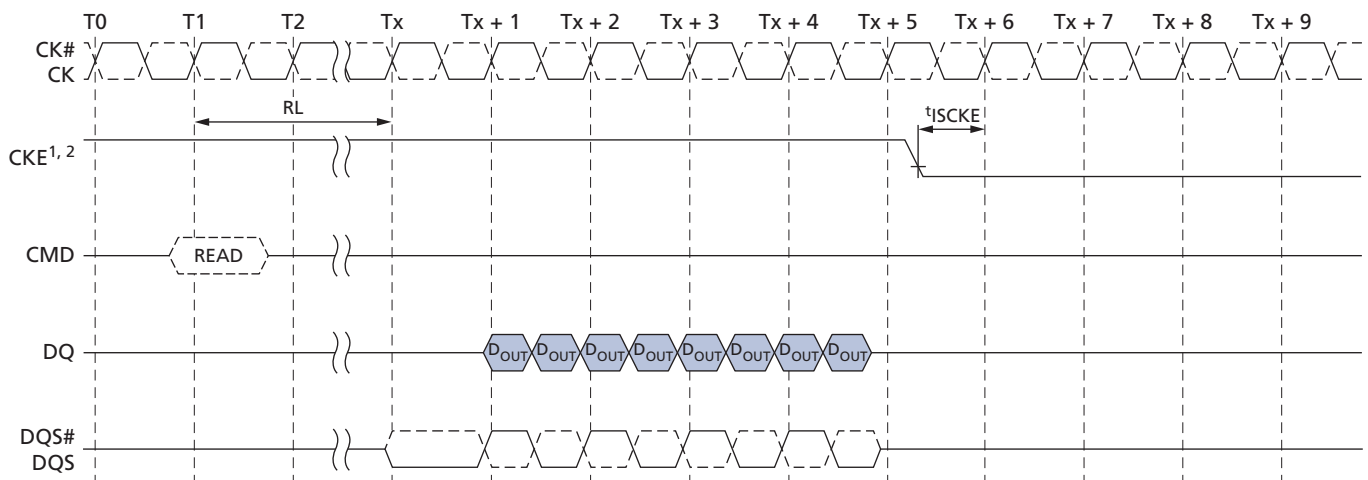 T0 T1 T2 Tx Tx + 1 Tx + 2 Tx + 3 Tx + 4 Tx + 5 Tx + 6 Tx + 7 Tx + 8 Tx + 9
CK#
CK
RL
tISCKE
CKE1, 2
CMD
READ
DQ
DOUT DOUT DOUT DOUT DOUT DOUT DOUT DOUT
DQS#
DQS